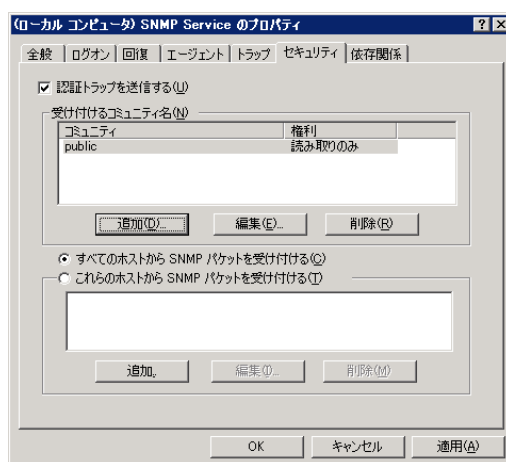 (ローカル コンピュータ) SNMP Service のプロパティ
全般 ログオン 回復 エージェント トラップ セキュリティ 依存関係
認証トラップを送信する(U)
受け付けるコミュニティ名(N)
コミュニティ 権利
public 読み取りのみ
追加(D)... 編集(E)... 削除(R)
すべてのホストから SNMP パケットを受け付ける(C)
これらのホストから SNMP パケットを受け付ける(T)
追加... 編集(I)... 削除(M)
OK キャンセル 適用(A)